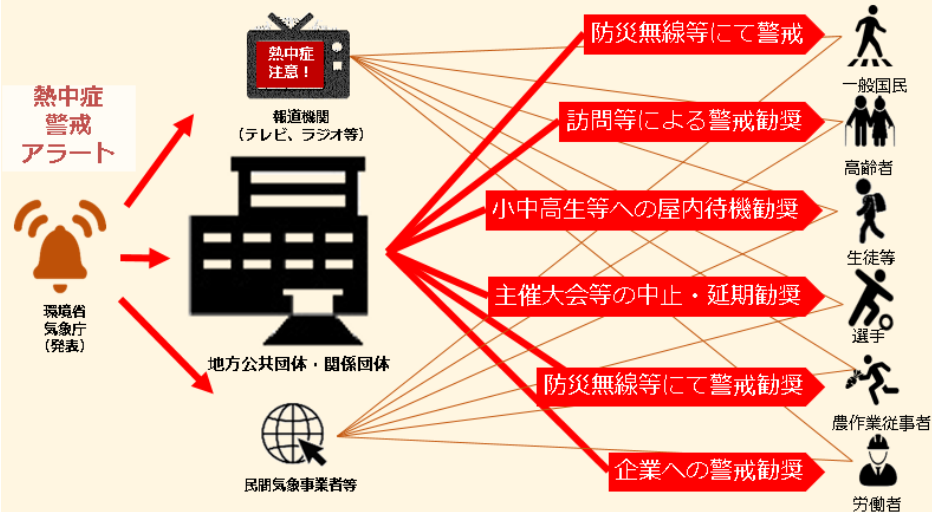 熱中症
警戒
アラート
環境省
気象庁
(発表)
熱中症
注意！
報道機関
(テレビ、ラジオ等)
地方公共団体・関係団体
民間気象事業者等
防災無線等にて警戒
訪問等による警戒勧奨
小中高生等への屋内待機勧奨
主催大会等の中止・延期勧奨
防災無線等にて警戒勧奨
企業への警戒勧奨
一般国民
高齢者
生徒等
選手
農作業従事者
労働者